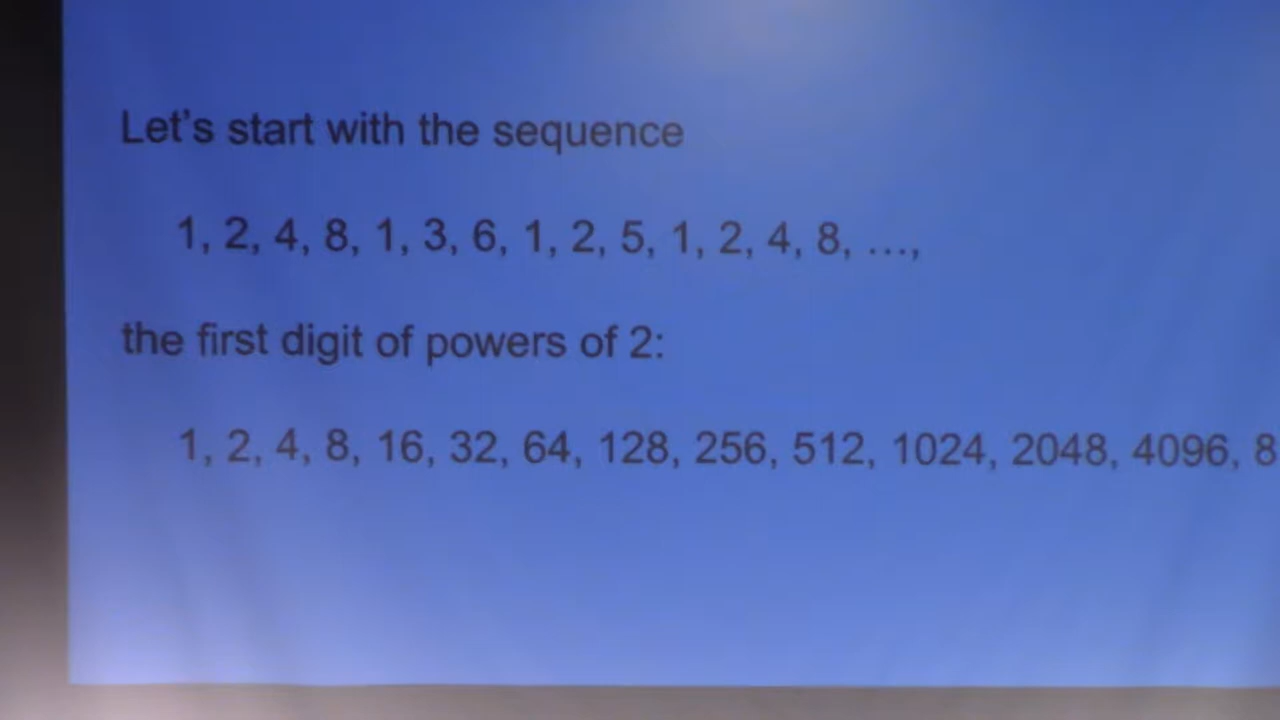 Let's start with the sequence
1, 2, 4, 8, 1, 3, 6, 1, 2, 5, 1, 2, 4, 8, ...,
the first digit of powers of 2:
1, 2, 4, 8, 16, 32, 64, 128, 256, 512, 1024, 2048, 4096, 8